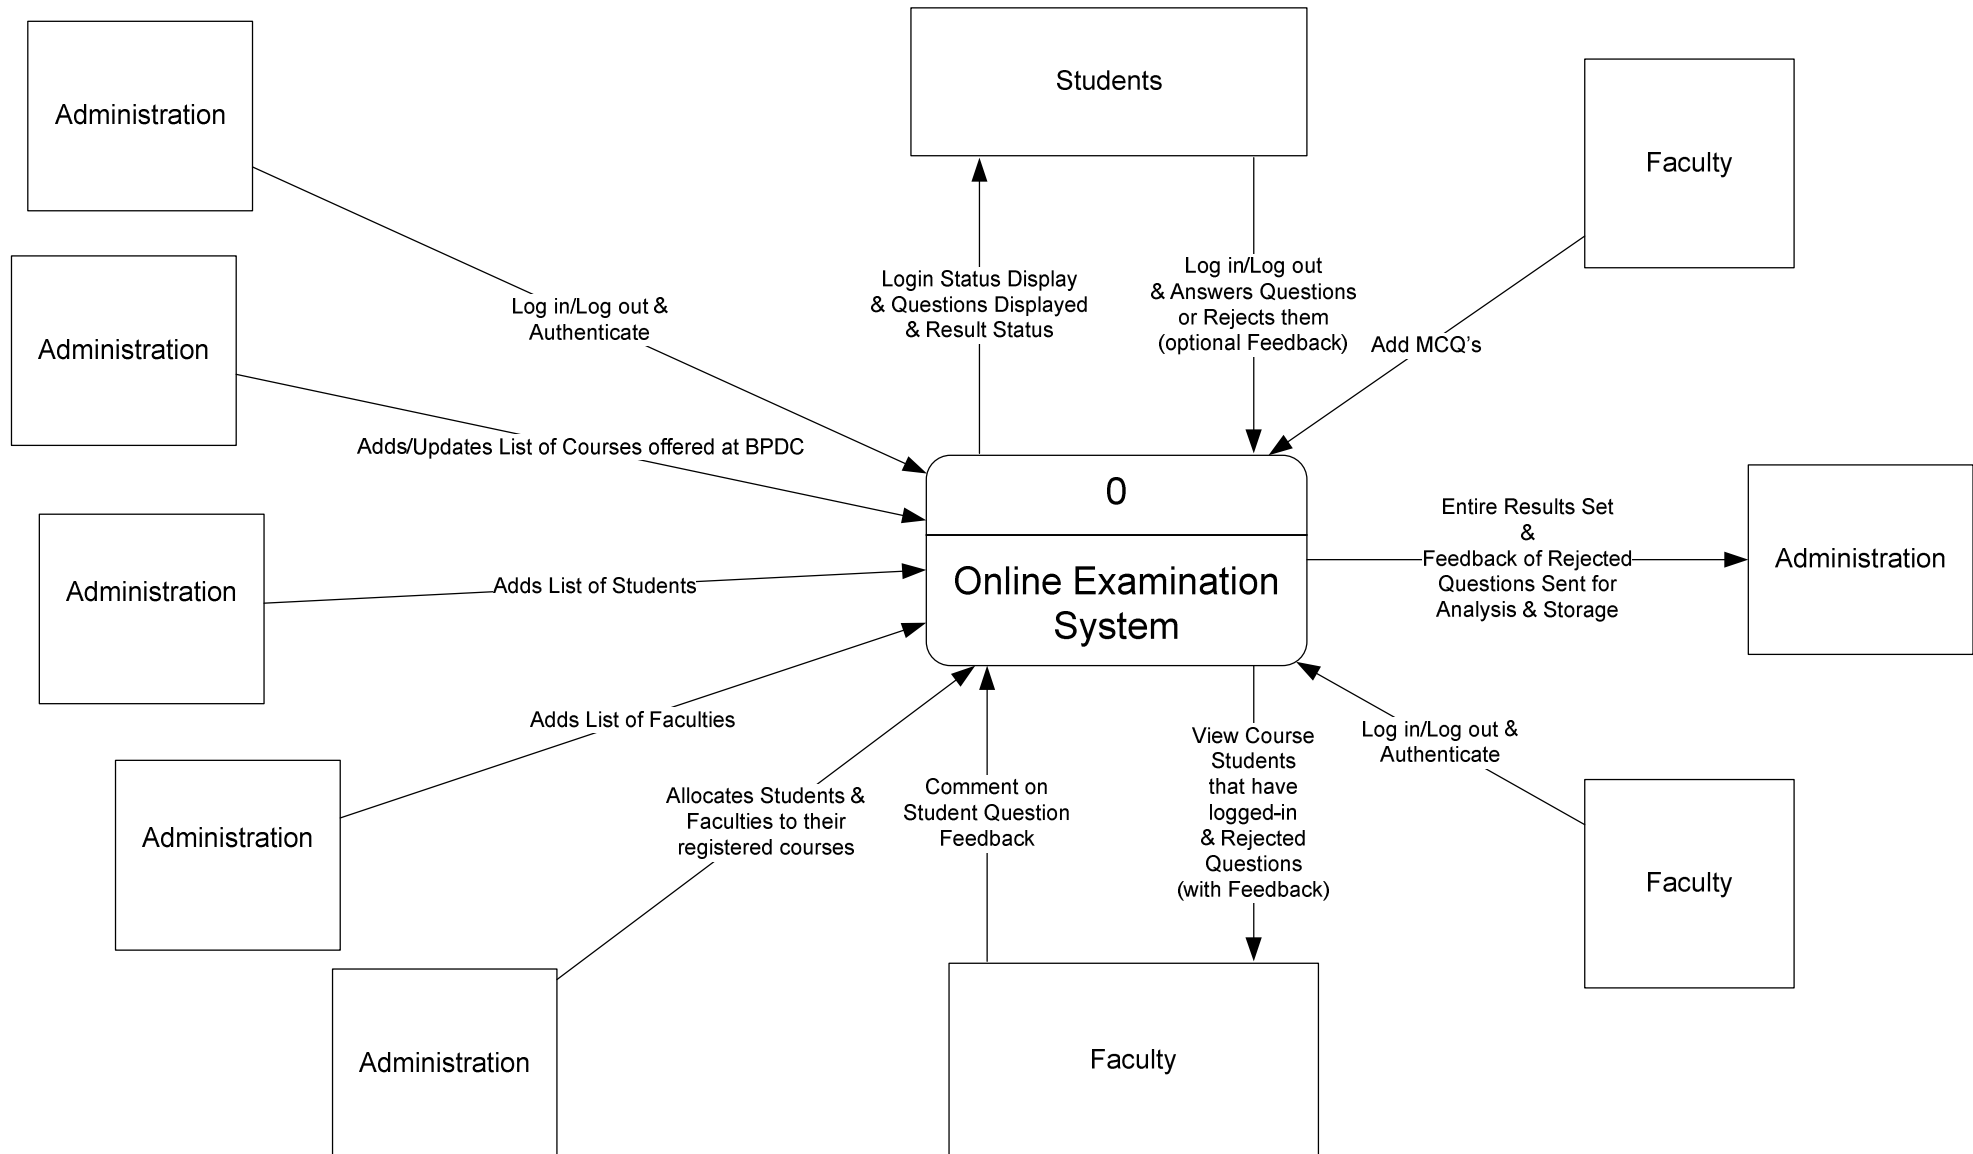 Students
Administration
Faculty
Login Status Display
& Questions Displayed
& Result Status
Log in/Log out
& Answers Questions
or Rejects them
(optional Feedback)
Log in/Log out &
Authenticate
Add MCQ's
Administration
Adds/Updates List of Courses offered at BPDC
0
Online Examination
System
Entire Results Set
&
Feedback of Rejected
Questions Sent for
Analysis & Storage
Administration
Administration
Adds List of Students
Adds List of Faculties
Administration
Allocates Students &
Faculties to their
registered courses
Comment on
Student Question
Feedback
View Course
Students
that have
logged-in
& Rejected
Questions
(with Feedback)
Log in/Log out &
Authenticate
Faculty
Administration
Faculty